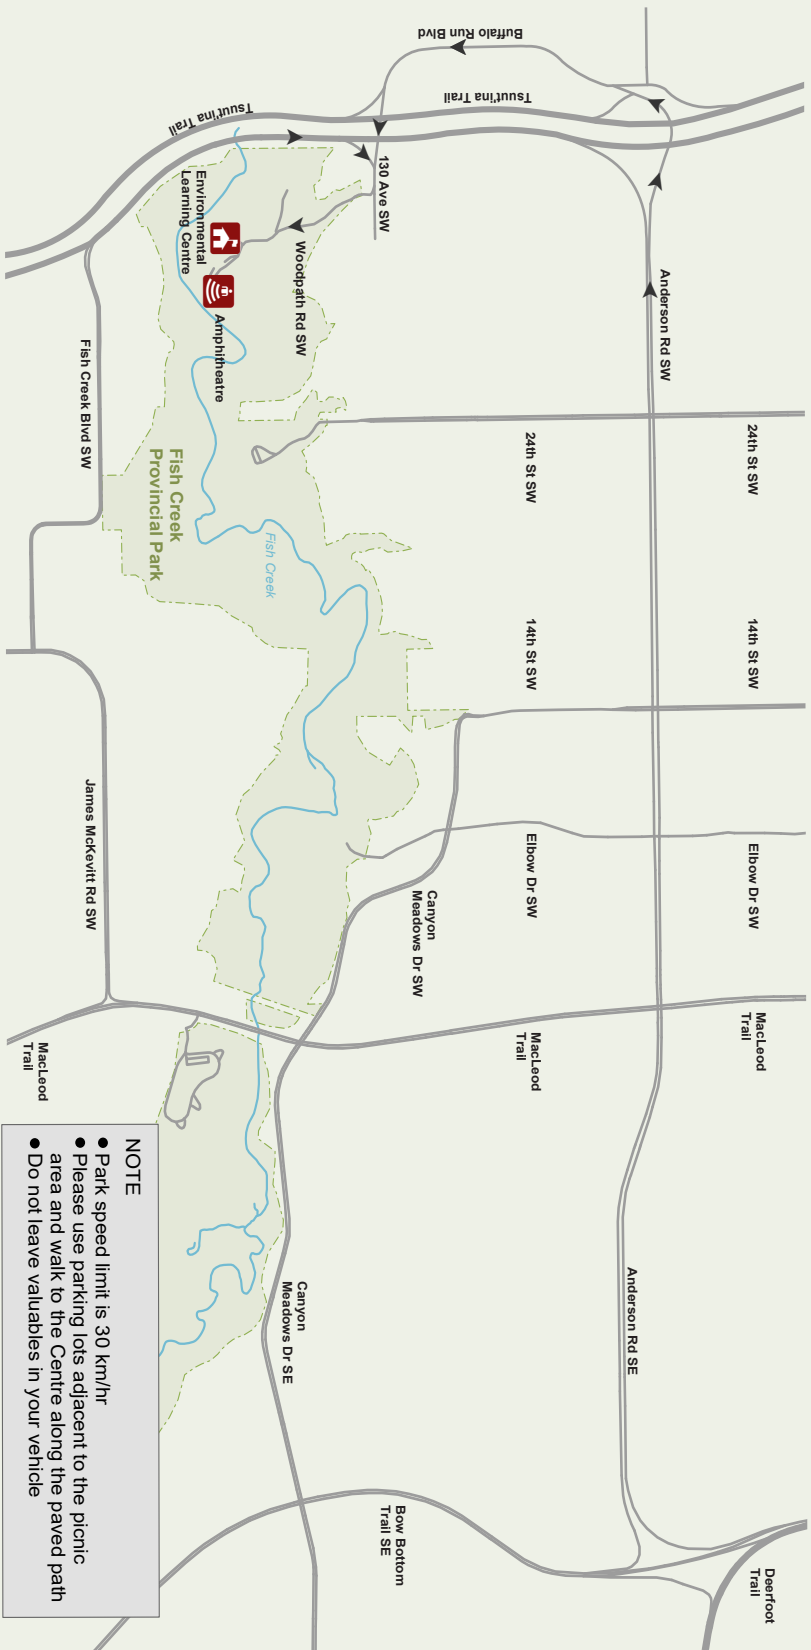 Deerfoot
Trail
24th St SW
14th St SW
Elbow Dr SW
MacLeod
Trail
Anderson Rd SW
Anderson Rd SE
Buffalo Run Blvd
Tsuut'ina Trail
Tsuut'ina Trail
24th St SW
14th St SW
Elbow Dr SW
MacLeod
Trail
130 Ave SW
Canyon
Meadows Dr SW
Bow Bottom
Trail SE
Woodpath Rd SW
Canyon
Meadows Dr SE
Fish Creek
Amphitheatre
Environmental
Learning Centre
Fish Creek
Provincial Park
Fish Creek Blvd SW
James McKevitt Rd SW
MacLeod
Trail
NOTE
● Park speed limit is 30 km/hr
● Please use parking lots adjacent to the picnic
area and walk to the Centre along the paved path
● Do not leave valuables in your vehicle